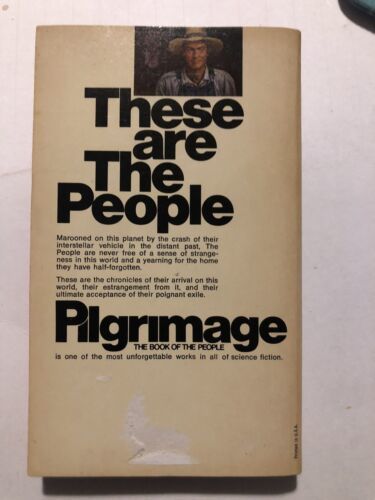 These
are
The
People
Marooned on this planet by the crash of their
interstellar vehicle in the distant past, The
People are never free of a sense of strange-
ness in this world and a yearning for the home
they have half-forgotten.
These are the chronicles of their arrival on this
world, their estrangement from it, and their
ultimate acceptance of their poignant exile.
Pilgrimage
THE BOOK OF THE PEOPLE
is one of the most unforgettable works in all of science fiction.
Printed in U.S.A.